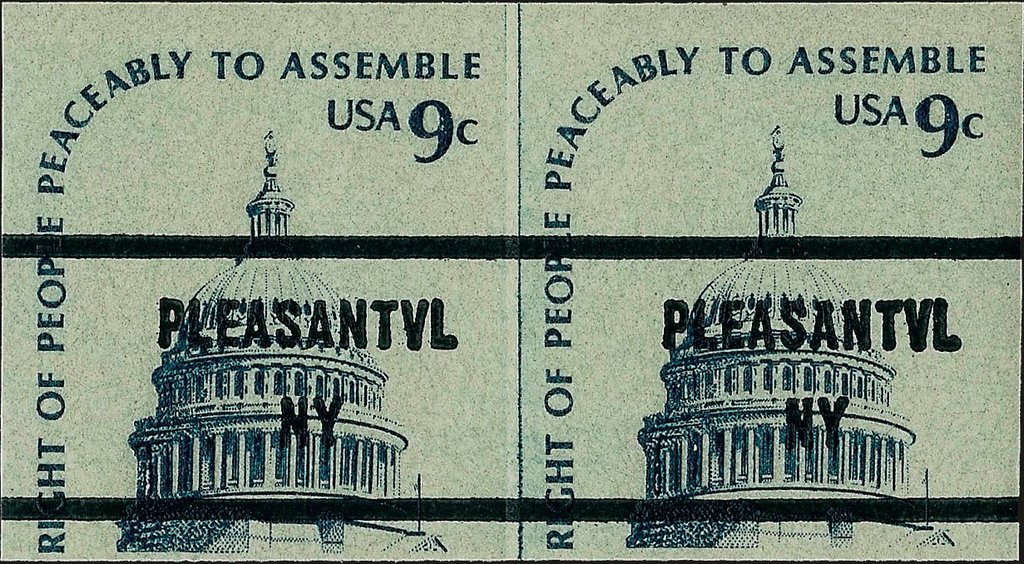 RIGHT OF PEOPLE PEACEABLY TO ASSEMBLE
USA 9c
PLEASANTVL
NY
RIGHT OF PEOPLE PEACEABLY TO ASSEMBLE
USA 9c
PLEASANTVL
NY